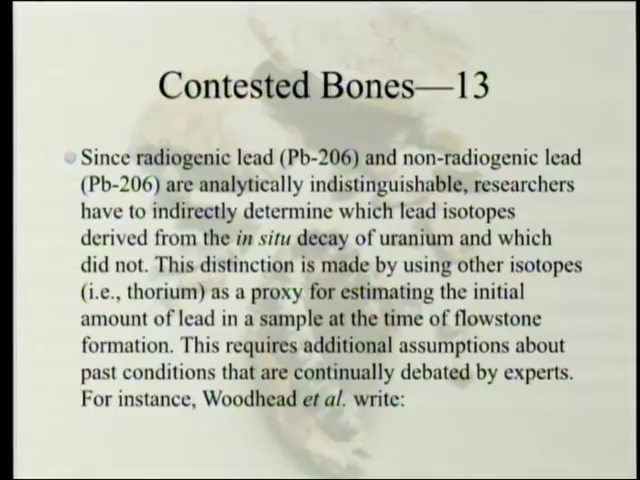 Contested Bones—13
Since radiogenic lead (Pb-206) and non-radiogenic lead
(Pb-206) are analytically indistinguishable, researchers
have to indirectly determine which lead isotopes
derived from the in situ decay of uranium and which
did not. This distinction is made by using other isotopes
(i.e., thorium) as a proxy for estimating the initial
amount of lead in a sample at the time of flowstone
formation. This requires additional assumptions about
past conditions that are continually debated by experts.
For instance, Woodhead et al. write: